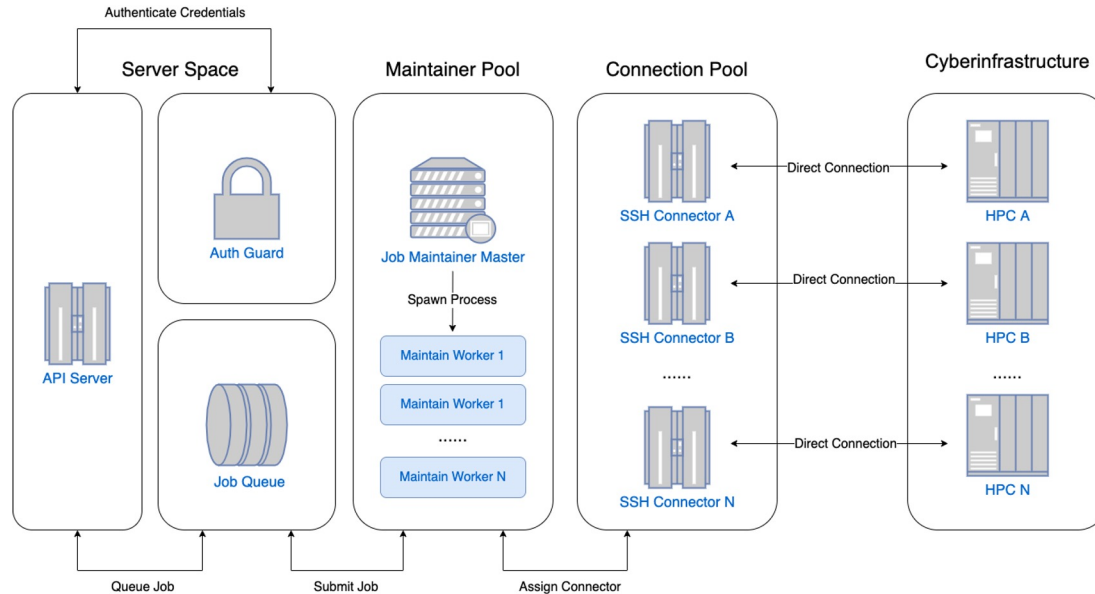 Authenticate Credentials
Server Space
Maintainer Pool
Connection Pool
Cyberinfrastructure
API Server
Auth Guard
Job Queue
Job Maintainer Master
Spawn Process
Maintain Worker 1
Maintain Worker 1
......
Maintain Worker N
SSH Connector A
SSH Connector B
......
SSH Connector N
Direct Connection
Direct Connection
Direct Connection
HPC A
HPC B
......
HPC N
Queue Job
Submit Job
Assign Connector